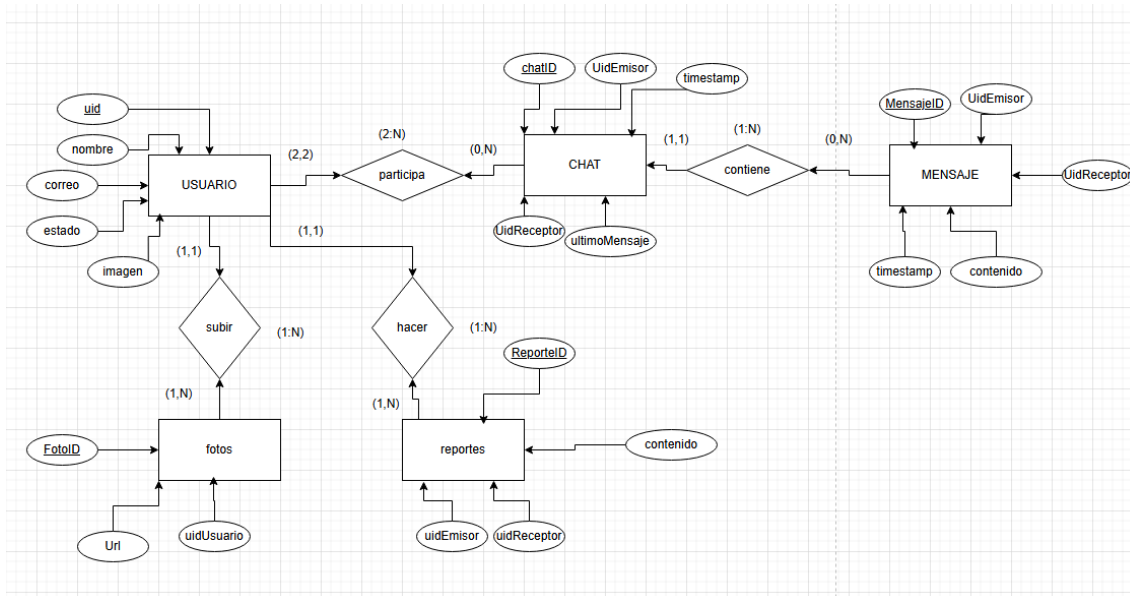 chatID
UidEmisor
timestamp
uid
MensajeID
UidEmisor
nombre
(2:N)
(1:N)
(2,2)
(0,N)
CHAT
(1,1)
(0,N)
correo
USUARIO
participa
contiene
MENSAJE
UidReceptor
estado
(1,1)
(1,1)
UidReceptor
ultimoMensaje
imagen
timestamp
contenido
subir
(1:N)
hacer
(1:N)
ReporteID
(1,N)
(1,N)
FotoID
fotos
reportes
contenido
Url
uidUsuario
uidEmisor
uidReceptor